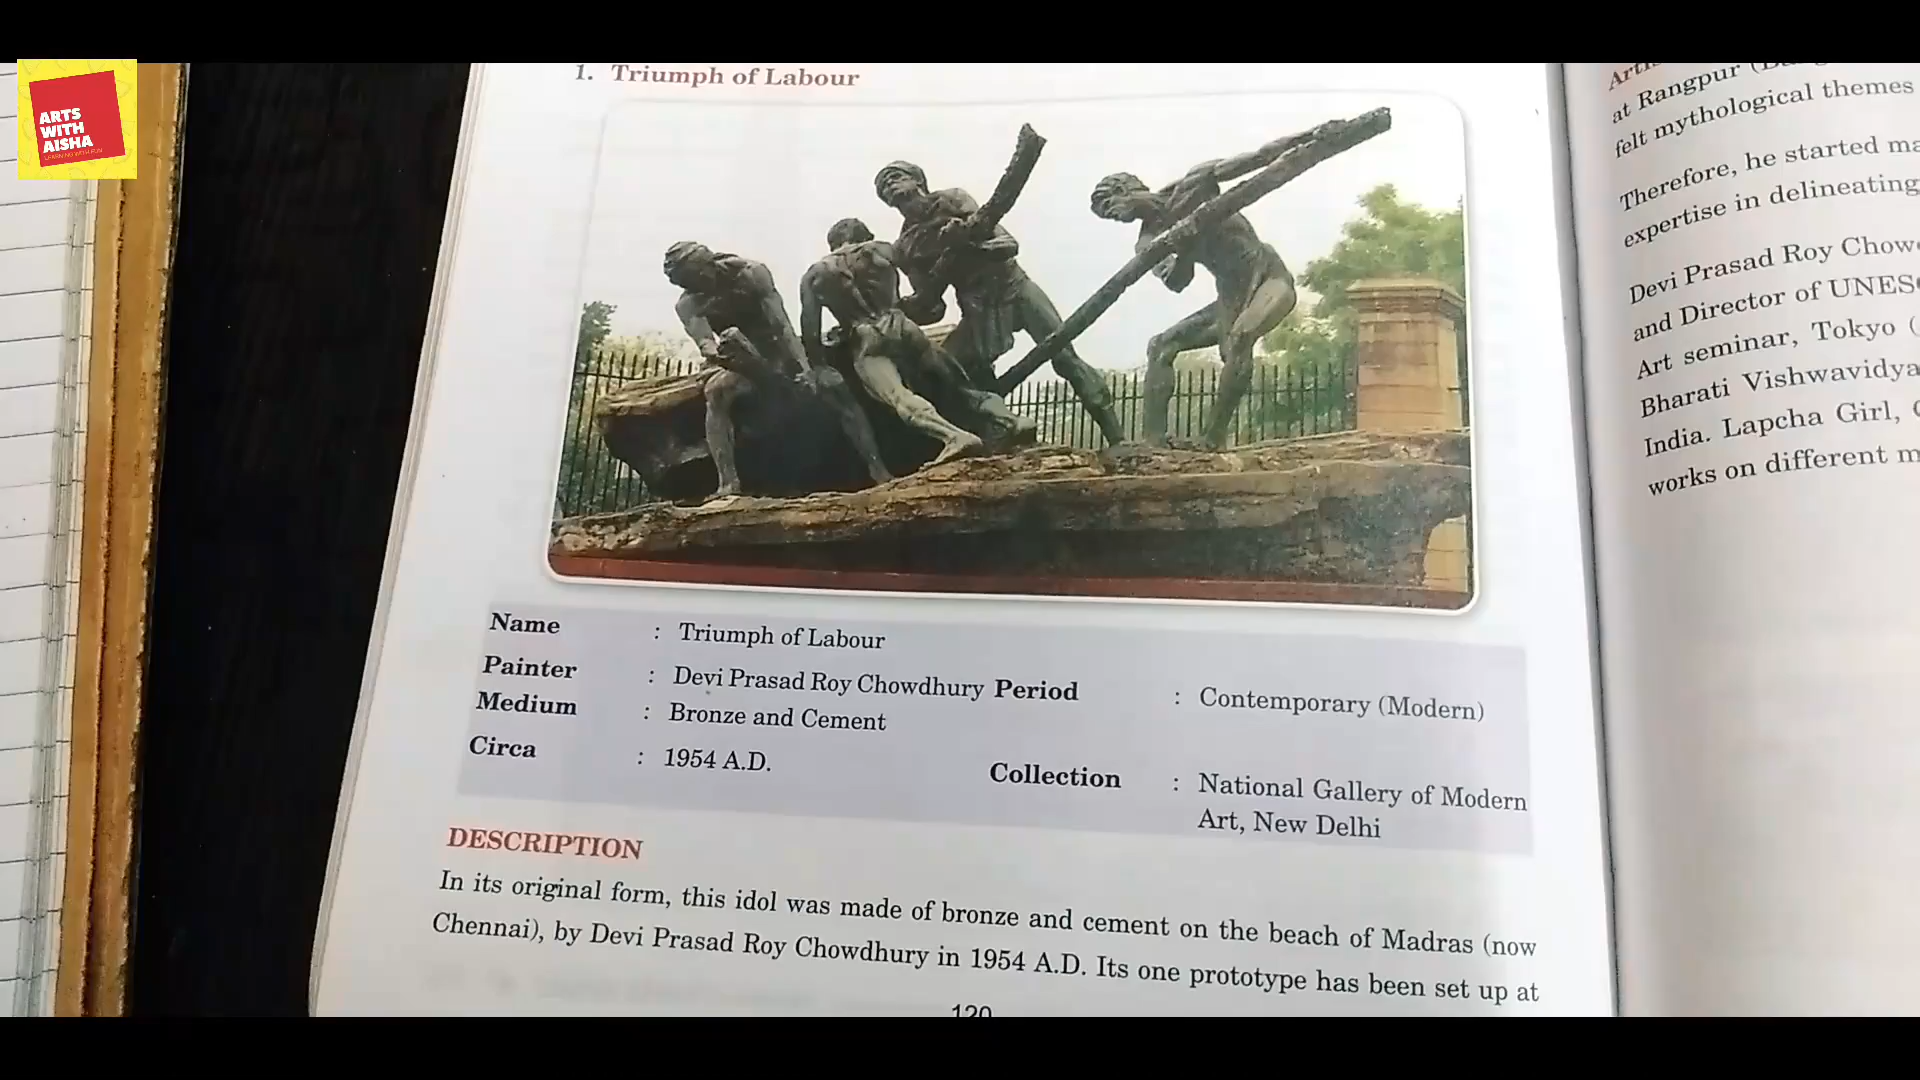 ARTS
WITH
AISHA
LEARNING WITH FUN
1. Triumph of Labour
Name : Triumph of Labour
Painter : Devi Prasad Roy Chowdhury Period : Contemporary (Modern)
Medium : Bronze and Cement
Circa : 1954 A.D. Collection : National Gallery of Modern
Art, New Delhi
DESCRIPTION
In its original form, this idol was made of bronze and cement on the beach of Madras (now
Chennai), by Devi Prasad Roy Chowdhury in 1954 A.D. Its one prototype has been set up at
120
at Rangpur
felt mythological themes
Therefore, he started
expertise in delineating
Devi Prasad Roy
and Director of
Art seminar, Tokyo (
Bharati
India. Lapcha Girl,
works on different